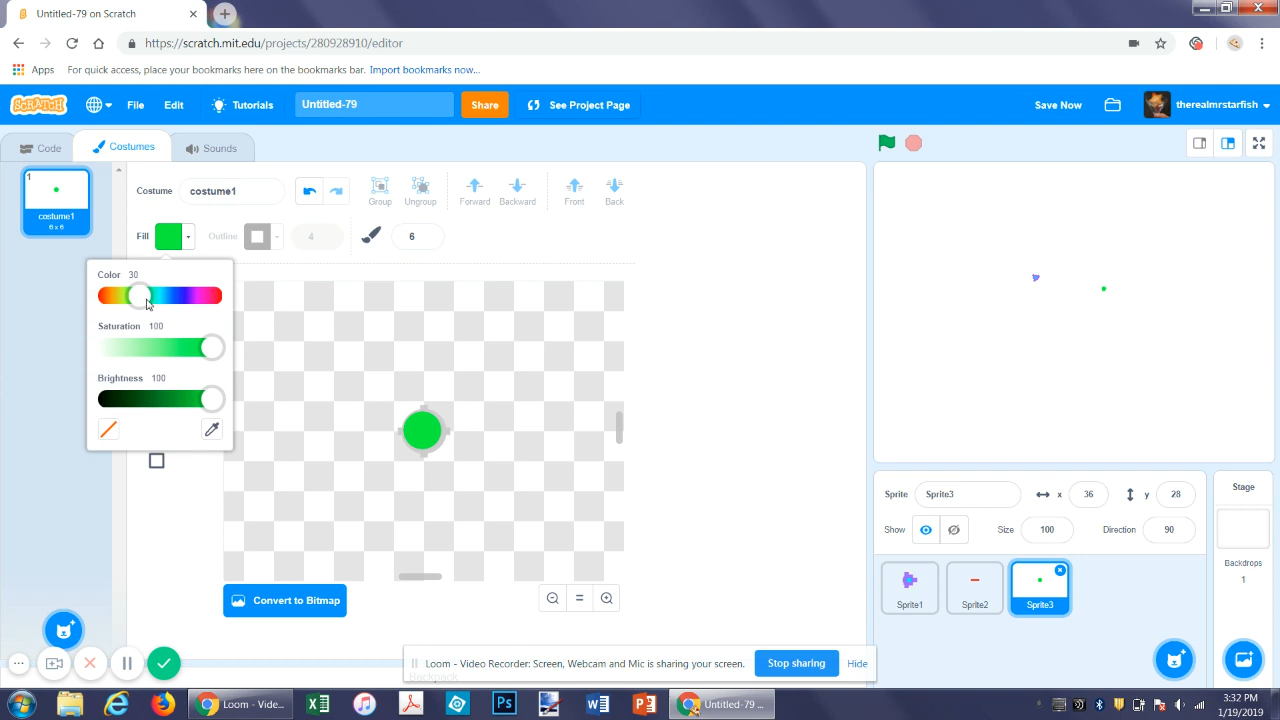 Untitled-79 on Scratch
https://scratch.mit.edu/projects/280928910/editor
Apps For quick access, place your bookmarks here on the bookmarks bar. Import bookmarks now...
SCRATCH File Edit Tutorials Untitled-79 Share See Project Page Save Now therealmrstarfish
Code Costumes Sounds
1
costume1
6 x 6
Costume costume1 Group Ungroup Forward Backward Front Back
Fill Outline 4 6
Color 30
Saturation 100
Brightness 100
Convert to Bitmap
Sprite Sprite3 x 36 y 28
Show Size 100 Direction 90
Sprite1 Sprite2 Sprite3
Stage
Backdrops
1
Loom - Video Recorder: Screen, Webcam and Mic is sharing your screen. Stop sharing Hide
Backpack
Loom - Vide... Untitled-79 ...
3:32 PM
1/19/2019